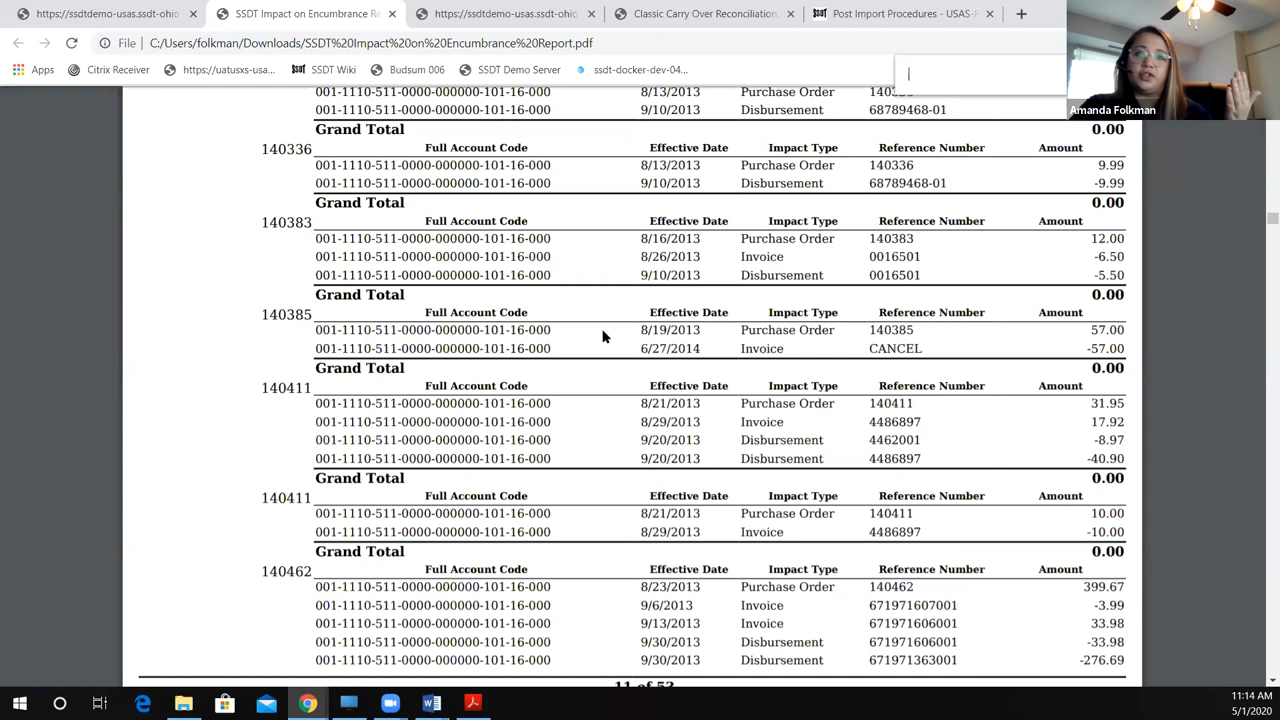 https://ssdtdemo-usas.ssdt-ohio
SSDT Impact on Encumbrance Re
https://ssdtdemo-usas.ssdt-ohio
Classic Carry Over Reconciliation
Post Import Procedures - USAS-
File C:/Users/folkman/Downloads/SSDT%20Impact%20on%20Encumbrance%20Report.pdf
Apps Citrix Receiver https://uatusxs-usa... SSDT Wiki Budsum 006 SSDT Demo Server ssdt-docker-dev-04...
Amanda Folkman
001-1110-511-0000-000000-101-16-000 8/13/2013 Purchase Order
001-1110-511-0000-000000-101-16-000 9/10/2013 Disbursement 68789468-01
Grand Total 0.00
140336 Full Account Code Effective Date Impact Type Reference Number Amount
001-1110-511-0000-000000-101-16-000 8/13/2013 Purchase Order 140336 9.99
001-1110-511-0000-000000-101-16-000 9/10/2013 Disbursement 68789468-01 -9.99
Grand Total 0.00
140383 Full Account Code Effective Date Impact Type Reference Number Amount
001-1110-511-0000-000000-101-16-000 8/16/2013 Purchase Order 140383 12.00
001-1110-511-0000-000000-101-16-000 8/26/2013 Invoice 0016501 -6.50
001-1110-511-0000-000000-101-16-000 9/10/2013 Disbursement 0016501 -5.50
Grand Total 0.00
140385 Full Account Code Effective Date Impact Type Reference Number Amount
001-1110-511-0000-000000-101-16-000 8/19/2013 Purchase Order 140385 57.00
001-1110-511-0000-000000-101-16-000 6/27/2014 Invoice CANCEL -57.00
Grand Total 0.00
140411 Full Account Code Effective Date Impact Type Reference Number Amount
001-1110-511-0000-000000-101-16-000 8/21/2013 Purchase Order 140411 31.95
001-1110-511-0000-000000-101-16-000 8/29/2013 Invoice 4486897 17.92
001-1110-511-0000-000000-101-16-000 9/20/2013 Disbursement 4462001 -8.97
001-1110-511-0000-000000-101-16-000 9/20/2013 Disbursement 4486897 -40.90
Grand Total 0.00
140411 Full Account Code Effective Date Impact Type Reference Number Amount
001-1110-511-0000-000000-101-16-000 8/21/2013 Purchase Order 140411 10.00
001-1110-511-0000-000000-101-16-000 8/29/2013 Invoice 4486897 -10.00
Grand Total 0.00
140462 Full Account Code Effective Date Impact Type Reference Number Amount
001-1110-511-0000-000000-101-16-000 8/23/2013 Purchase Order 140462 399.67
001-1110-511-0000-000000-101-16-000 9/6/2013 Invoice 671971607001 -3.99
001-1110-511-0000-000000-101-16-000 9/13/2013 Invoice 671971606001 33.98
001-1110-511-0000-000000-101-16-000 9/30/2013 Disbursement 671971606001 -33.98
001-1110-511-0000-000000-101-16-000 9/30/2013 Disbursement 671971363001 -276.69
11 of 53
11:14 AM
5/1/2020